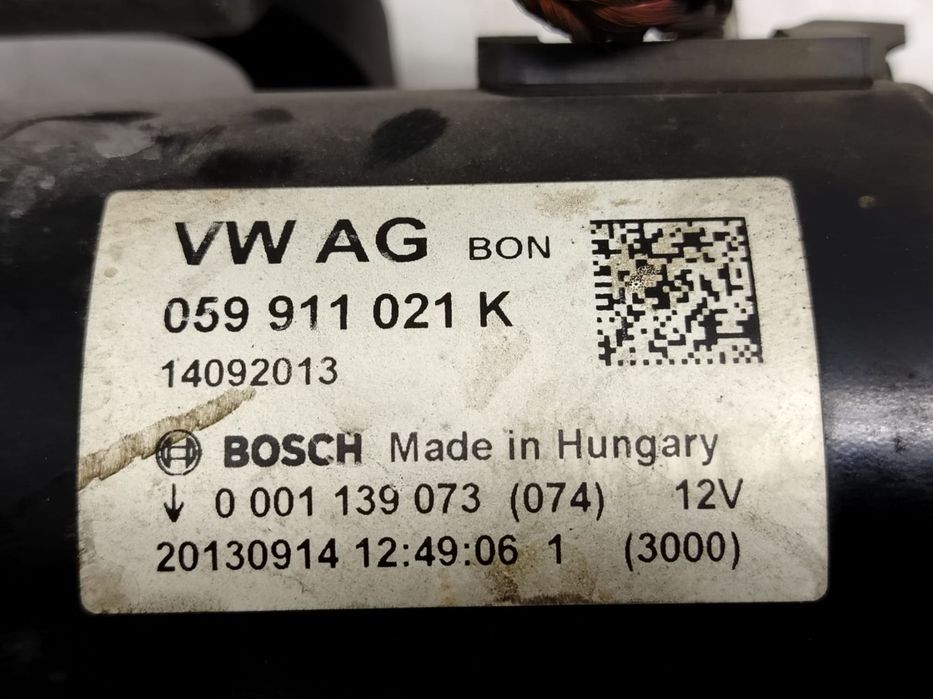 VW AG BON
059 911 021 K
14092013
BOSCH Made in Hungary
↓ 0 001 139 073 (074) 12V
20130914 12:49:06 1 (3000)